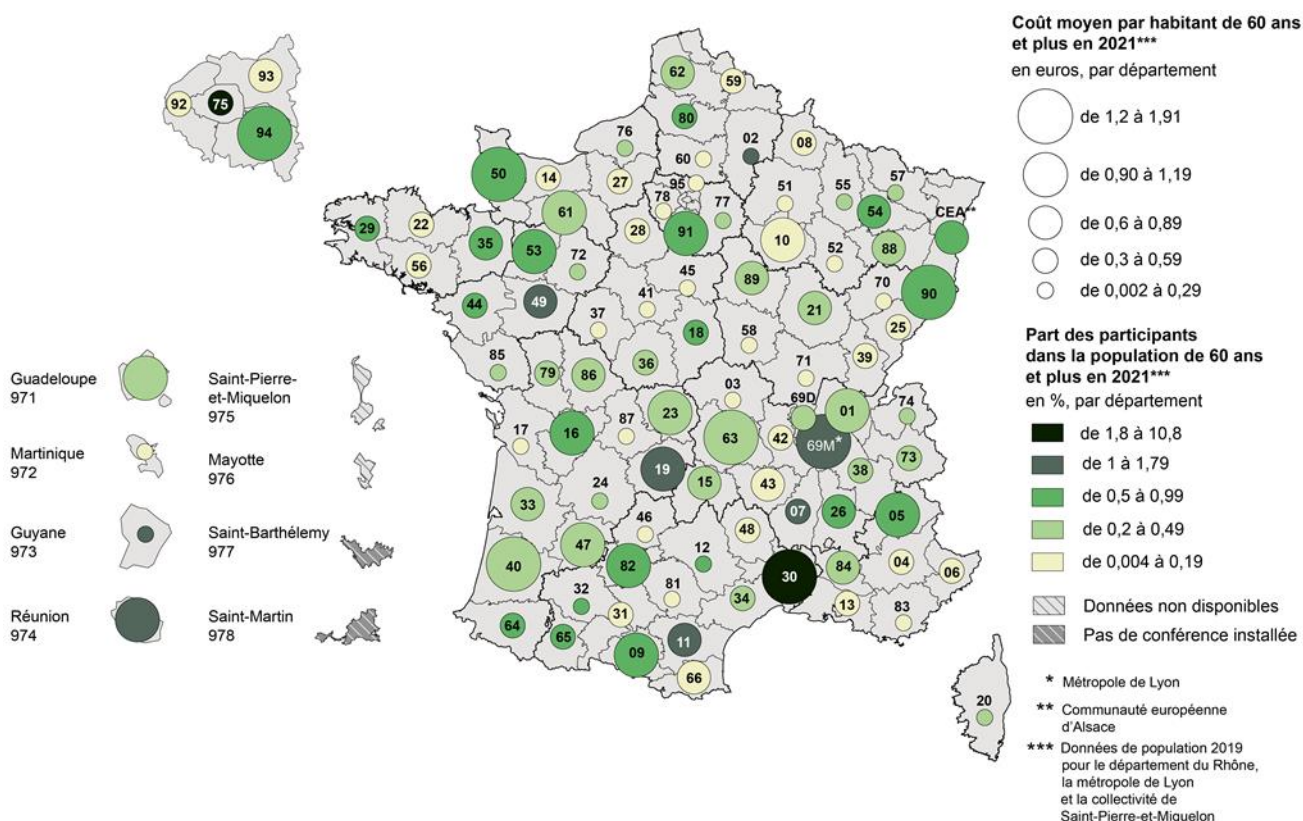 Coût moyen par habitant de 60 ans
et plus en 2021***
en euros, par département
de 1,2 à 1,91
de 0,90 à 1,19
de 0,6 à 0,89
de 0,3 à 0,59
de 0,002 à 0,29
Part des participants
dans la population de 60 ans
et plus en 2021***
en %, par département
de 1,8 à 10,8
de 1 à 1,79
de 0,5 à 0,99
de 0,2 à 0,49
de 0,004 à 0,19
Données non disponibles
Pas de conférence installée
* Métropole de Lyon
** Communauté européenne
d'Alsace
*** Données de population 2019
pour le département du Rhône,
la métropole de Lyon
et la collectivité de
Saint-Pierre-et-Miquelon
93
92
75
94
62
59
80
76
02
08
60
50
14
27
95
51
55
57
78
77
54
CEA**
61
29
22
35
53
28
91
10
88
56
72
52
45
89
70
90
44
49
41
21
37
18
58
25
85
79
86
36
71
39
03
69D
01
74
17
16
87
23
63
42
69M*
73
38
19
24
15
43
33
07
26
05
46
48
47
40
82
12
30
84
04
06
32
81
34
31
13
83
64
65
09
11
66
20
Guadeloupe
971
Saint-Pierre-
et-Miquelon
975
Martinique
972
Mayotte
976
Guyane
973
Saint-Barthélemy
977
Réunion
974
Saint-Martin
978